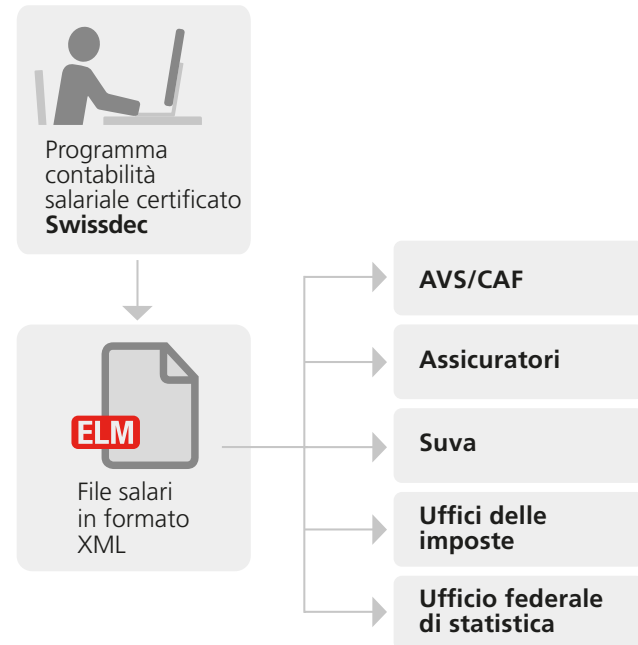 Programma
contabilità
salariale certificato
Swissdec
ELM
File salari
in formato
XML
AVS/CAF
Assicuratori
Suva
Uffici delle
imposte
Ufficio federale
di statistica